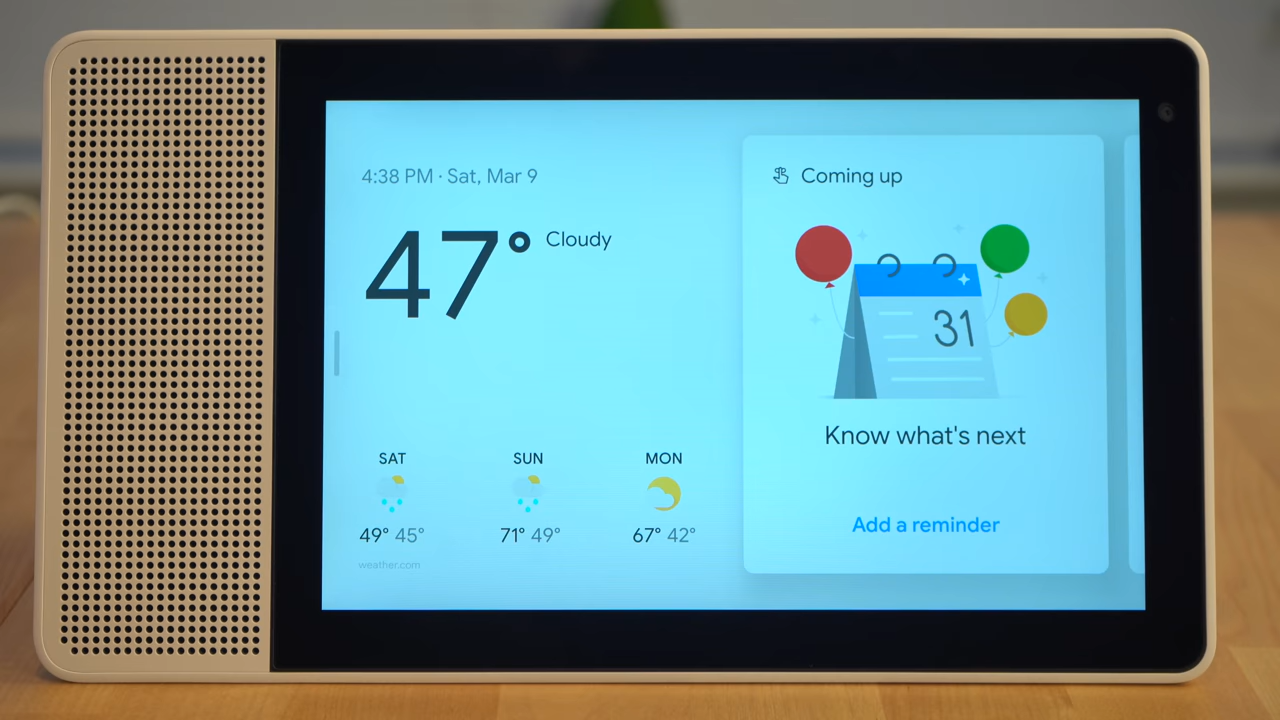 4:38 PM · Sat, Mar 9
47° Cloudy
SAT SUN MON
49° 45° 71° 49° 67° 42°
weather.com
Coming up
31
Know what's next
Add a reminder